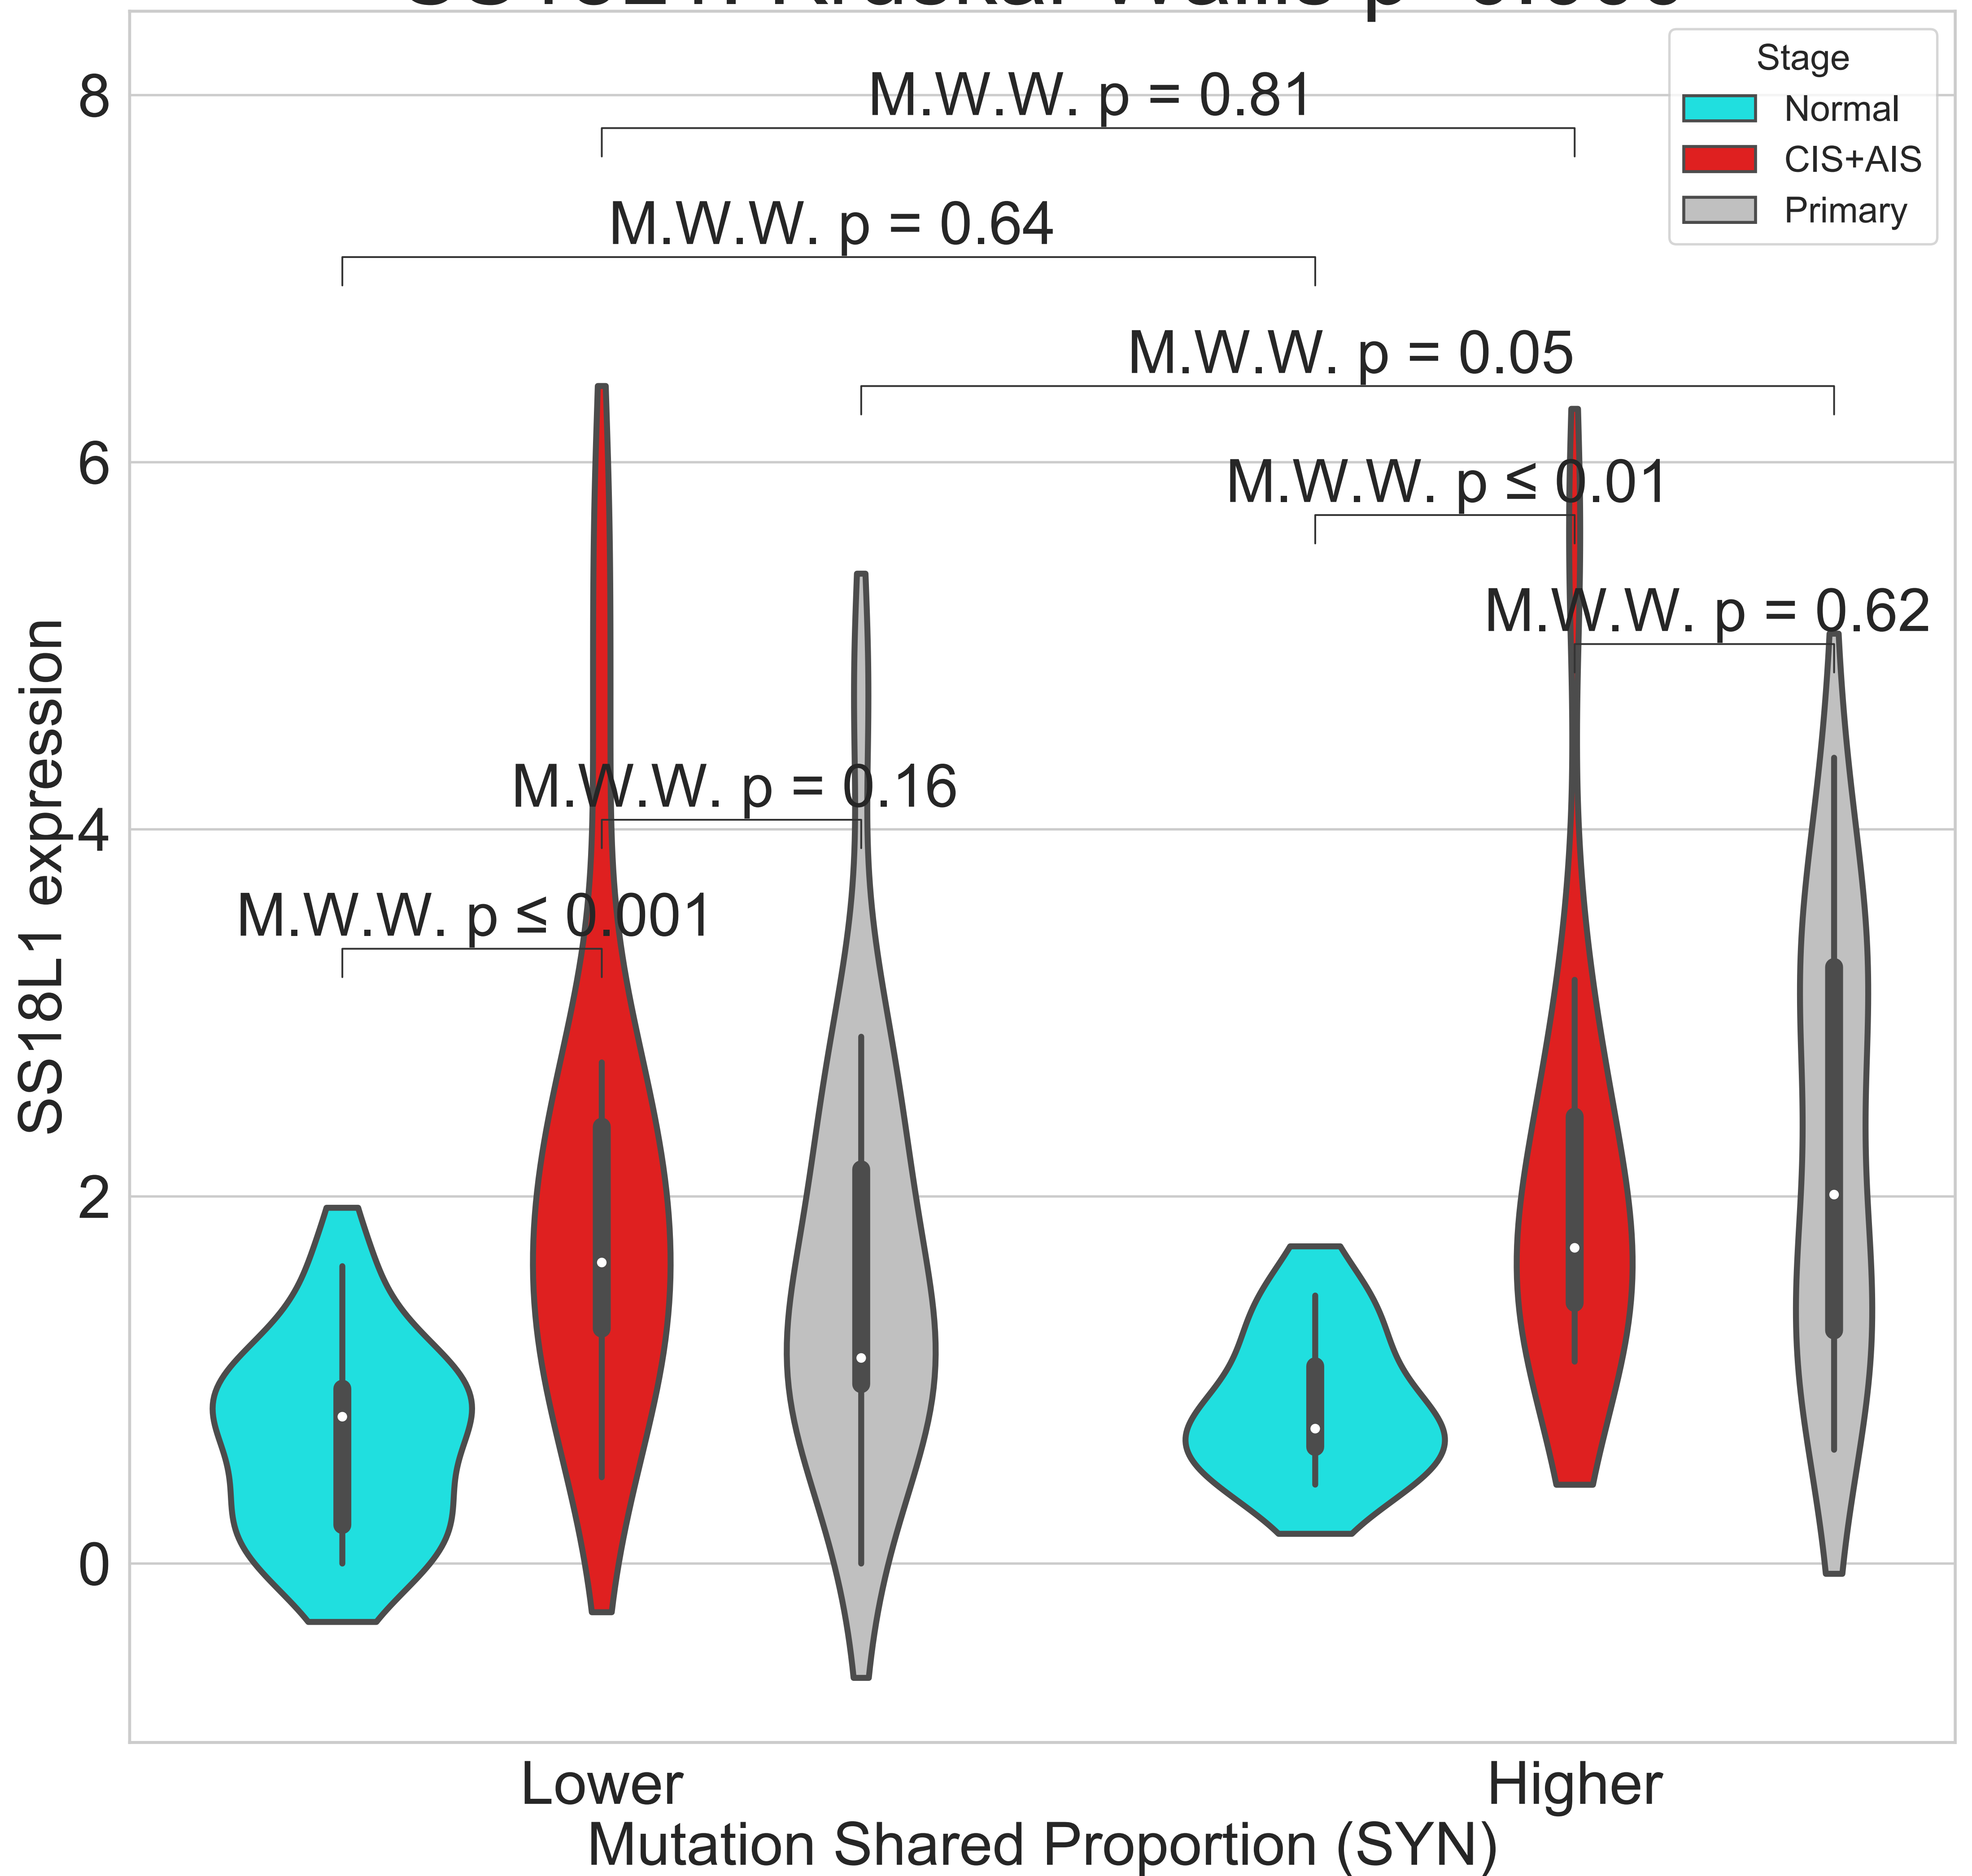 Stage
Normal
CIS+AIS
Primary
8
6
4
2
0
SS18L1 expression
M.W.W. p = 0.81
M.W.W. p = 0.64
M.W.W. p = 0.05
M.W.W. p ≤ 0.01
M.W.W. p = 0.62
M.W.W. p = 0.16
M.W.W. p ≤ 0.001
Lower
Higher
Mutation Shared Proportion (SYN)